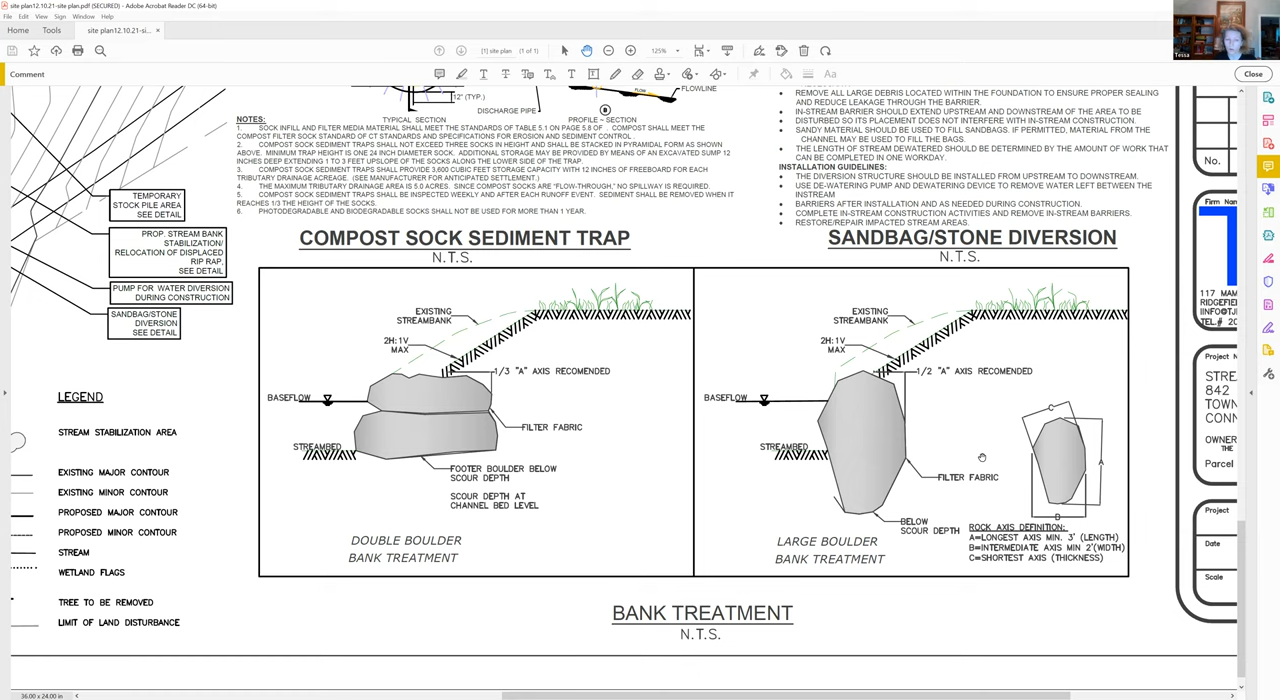 site plan12.10.21-site plan.pdf (SECURED) - Adobe Acrobat Reader DC (64-bit)
File Edit View Sign Window Help
Home Tools site plan12.10.21-si... ×
[1] site plan (1 of 1) 125%
Comment
Close
Tessa
12" (TYP.)
DISCHARGE PIPE
TYPICAL SECTION
FLOW
FLOWLINE
B
PROFILE ~ SECTION
NOTES:
1. SOCK INFILL AND FILTER MEDIA MATERIAL SHALL MEET THE STANDARDS OF TABLE 5.1 ON PAGE 5.8 OF . COMPOST SHALL MEET THE
COMPOST FILTER SOCK STANDARD OF CT STANDARDS AND SPECIFICATIONS FOR EROSION AND SEDIMENT CONTROL .
2. COMPOST SOCK SEDIMENT TRAPS SHALL NOT EXCEED THREE SOCKS IN HEIGHT AND SHALL BE STACKED IN PYRAMIDAL FORM AS SHOWN
ABOVE. MINIMUM TRAP HEIGHT IS ONE 24 INCH DIAMETER SOCK. ADDITIONAL STORAGE MAY BE PROVIDED BY MEANS OF AN EXCAVATED SUMP 12
INCHES DEEP EXTENDING 1 TO 3 FEET UPSLOPE OF THE SOCKS ALONG THE LOWER SIDE OF THE TRAP.
3. COMPOST SOCK SEDIMENT TRAPS SHALL PROVIDE 3,600 CUBIC FEET STORAGE CAPACITY WITH 12 INCHES OF FREEBOARD FOR EACH
TRIBUTARY DRAINAGE ACREAGE. (SEE MANUFACTURER FOR ANTICIPATED SETTLEMENT.)
4. THE MAXIMUM TRIBUTARY DRAINAGE AREA IS 5.0 ACRES. SINCE COMPOST SOCKS ARE "FLOW-THROUGH," NO SPILLWAY IS REQUIRED.
5. COMPOST SOCK SEDIMENT TRAPS SHALL BE INSPECTED WEEKLY AND AFTER EACH RUNOFF EVENT. SEDIMENT SHALL BE REMOVED WHEN IT
REACHES 1/3 THE HEIGHT OF THE SOCKS.
6. PHOTODEGRADABLE AND BIODEGRADABLE SOCKS SHALL NOT BE USED FOR MORE THAN 1 YEAR.
COMPOST SOCK SEDIMENT TRAP
N.T.S.
• REMOVE ALL LARGE DEBRIS LOCATED WITHIN THE FOUNDATION TO ENSURE PROPER SEALING
AND REDUCE LEAKAGE THROUGH THE BARRIER.
• IN-STREAM BARRIER SHOULD EXTEND UPSTREAM AND DOWNSTREAM OF THE AREA TO BE
DISTURBED SO ITS PLACEMENT DOES NOT INTERFERE WITH IN-STREAM CONSTRUCTION.
• SANDY MATERIAL SHOULD BE USED TO FILL SANDBAGS. IF PERMITTED, MATERIAL FROM THE
CHANNEL MAY BE USED TO FILL THE BAGS.
• THE LENGTH OF STREAM DEWATERED SHOULD BE DETERMINED BY THE AMOUNT OF WORK THAT
CAN BE COMPLETED IN ONE WORKDAY.
INSTALLATION GUIDELINES:
• THE DIVERSION STRUCTURE SHOULD BE INSTALLED FROM UPSTREAM TO DOWNSTREAM.
• USE DE-WATERING PUMP AND DEWATERING DEVICE TO REMOVE WATER LEFT BETWEEN THE
INSTREAM
• BARRIERS AFTER INSTALLATION AND AS NEEDED DURING CONSTRUCTION.
• COMPLETE IN-STREAM CONSTRUCTION ACTIVITIES AND REMOVE IN-STREAM BARRIERS.
• RESTORE/REPAIR IMPACTED STREAM AREAS.
SANDBAG/STONE DIVERSION
N.T.S.
TEMPORARY
STOCK PILE AREA
SEE DETAIL
PROP. STREAM BANK
STABILIZATION/
RELOCATION OF DISPLACED
RIP RAP,
SEE DETAIL
PUMP FOR WATER DIVERSION
DURING CONSTRUCTION
SANDBAG/STONE
DIVERSION
SEE DETAIL
LEGEND
STREAM STABILIZATION AREA
EXISTING MAJOR CONTOUR
EXISTING MINOR CONTOUR
PROPOSED MAJOR CONTOUR
PROPOSED MINOR CONTOUR
STREAM
WETLAND FLAGS
TREE TO BE REMOVED
LIMIT OF LAND DISTURBANCE
EXISTING
STREAMBANK
2H:1V
MAX
1/3 "A" AXIS RECOMENDED
BASEFLOW
FILTER FABRIC
STREAMBED
FOOTER BOULDER BELOW
SCOUR DEPTH
SCOUR DEPTH AT
CHANNEL BED LEVEL
DOUBLE BOULDER
BANK TREATMENT
EXISTING
STREAMBANK
2H:1V
MAX
1/2 "A" AXIS RECOMENDED
BASEFLOW
STREAMBED
FILTER FABRIC
BELOW
SCOUR DEPTH
LARGE BOULDER
BANK TREATMENT
C
A
B
ROCK AXIS DEFINITION:
A=LONGEST AXIS MIN. 3' (LENGTH)
B=INTERMEDIATE AXIS MIN 2'(WIDTH)
C=SHORTEST AXIS (THICKNESS)
BANK TREATMENT
N.T.S.
No.
Firm Nam
117 MAM
RIDGEFIE
INFO@TJ
TEL.# 20
Project N
STRE
842
TOWN
CONN
OWNER
THE
Parcel
Project
Date
Scale
36.00 x 24.00 in